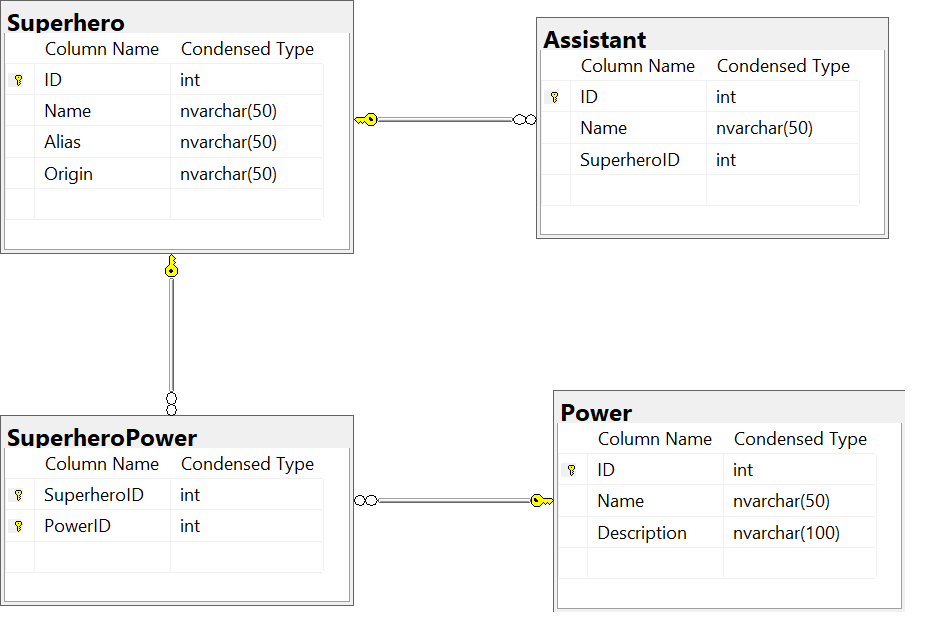 Superhero
Column Name Condensed Type
ID int
Name nvarchar(50)
Alias nvarchar(50)
Origin nvarchar(50)
Assistant
Column Name Condensed Type
ID int
Name nvarchar(50)
SuperheroID int
SuperheroPower
Column Name Condensed Type
SuperheroID int
PowerID int
Power
Column Name Condensed Type
ID int
Name nvarchar(50)
Description nvarchar(100)